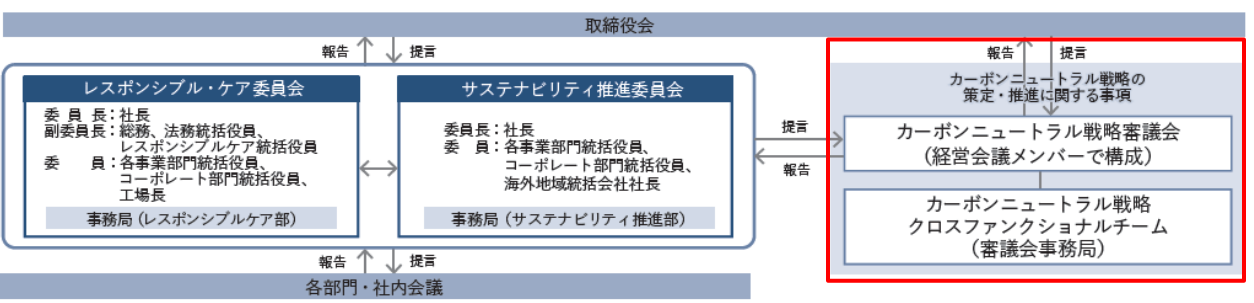 取締役会
報告 提言
レスポンシブル・ケア委員会
委員長：社長
副委員長：総務、法務統括役員、
レスポンシブルケア統括役員
委　員：各事業部門統括役員、
コーポレート部門統括役員、
工場長
事務局（レスポンシブルケア部）
サステナビリティ推進委員会
委員長：社長
委　員：各事業部門統括役員、
コーポレート部門統括役員、
海外地域統括会社社長
事務局（サステナビリティ推進部）
報告 提言
各部門・社内会議
提言
報告
報告 提言
カーボンニュートラル戦略の
策定・推進に関する事項
カーボンニュートラル戦略審議会
（経営会議メンバーで構成）
カーボンニュートラル戦略
クロスファンクショナルチーム
（審議会事務局）